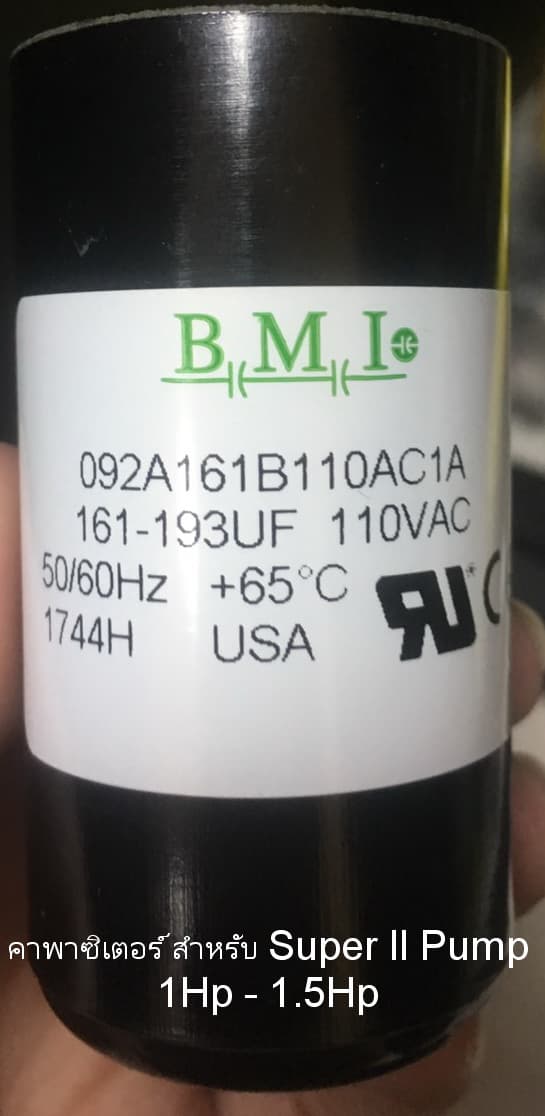 B.M.I.
092A161B110AC1A
161-193UF 110VAC
50/60Hz +65°C
1744H USA
คาพาซิเตอร์ สำหรับ Super II Pump
1Hp - 1.5Hp